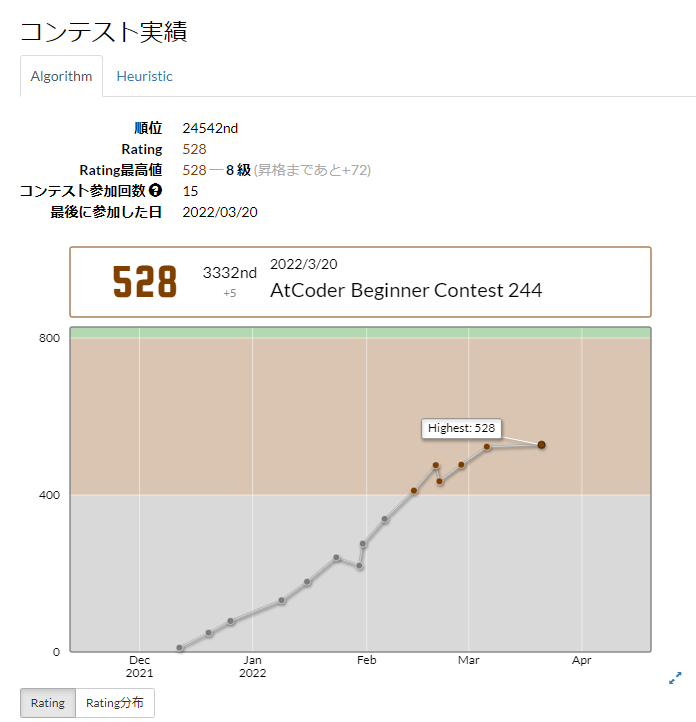 コンテスト実績
Algorithm Heuristic
順位 24542nd
Rating 528
Rating最高値 528 ― 8 級 (昇格まであと+72)
コンテスト参加回数 ? 15
最後に参加した日 2022/03/20
528 3332nd +5 2022/3/20
AtCoder Beginner Contest 244
800
Highest: 528
400
0
Dec Jan Feb Mar Apr
2021 2022
Rating Rating分布